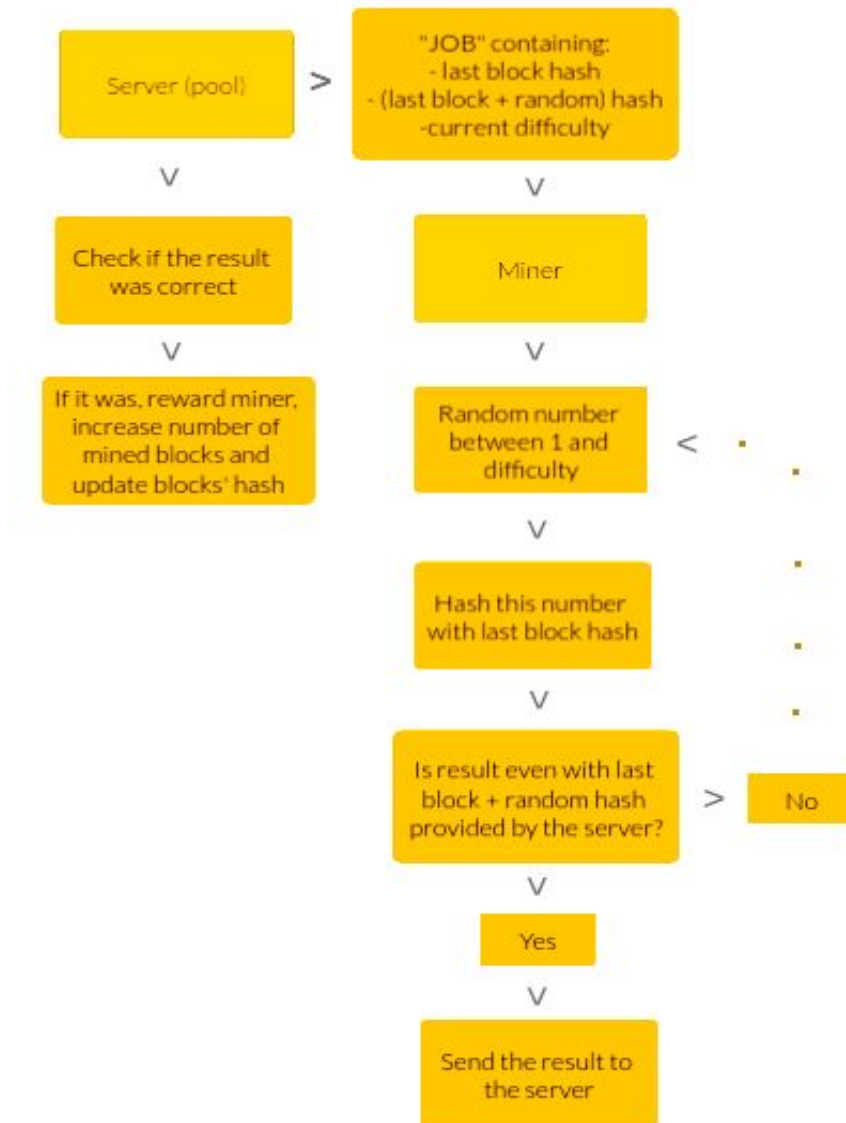 Server (pool)
>
"JOB" containing:
- last block hash
- (last block + random) hash
-current difficulty
v
v
Check if the result
was correct
Miner
v
v
If it was, reward miner,
increase number of
mined blocks and
update blocks' hash
Random number
between 1 and
difficulty
<
v
Hash this number
with last block hash
v
Is result even with last
block + random hash
provided by the server?
>
No
v
Yes
v
Send the result to
the server